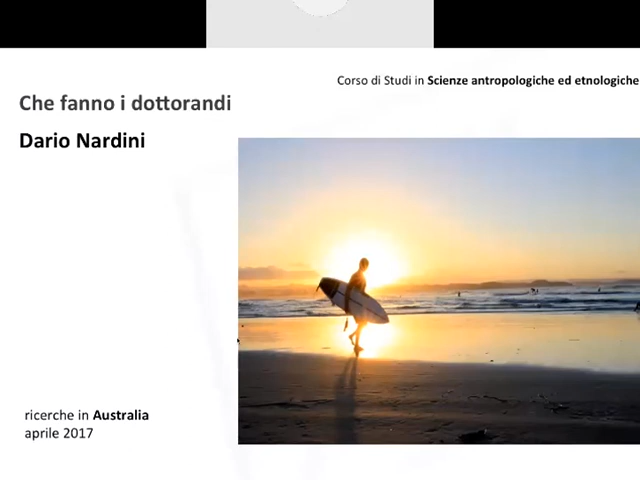 Corso di Studi in Scienze antropologiche ed etnologiche
Che fanno i dottorandi
Dario Nardini
ricerche in Australia
aprile 2017